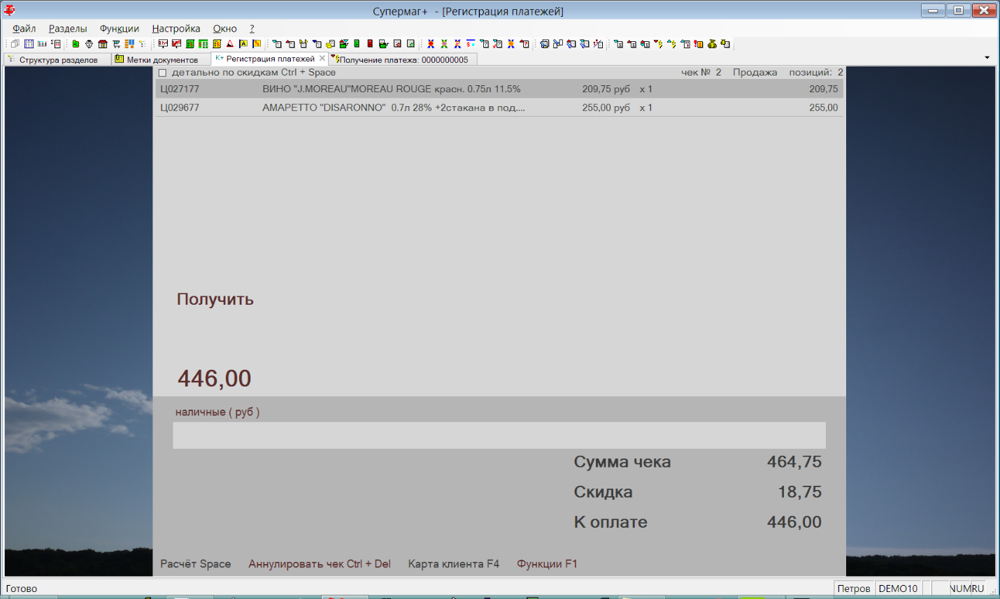 Супермаг+ - [Регистрация платежей]
Файл Разделы Функции Настройка Окно ?
Структура разделов Метки документов К+ Регистрация платежей Получение платежа: 0000000005
детально по скидкам Ctrl + Space чек № 2 Продажа позиций: 2
Ц027177 ВИНО "J.MOREAU"MOREAU ROUGE красн. 0.75л 11.5% 209,75 руб x 1 209,75
Ц029677 АМАРЕТТО "DISARONNO" 0.7л 28% +2стакана в под.... 255,00 руб x 1 255,00
Получить
446,00
наличные ( руб )
Сумма чека 464,75
Скидка 18,75
К оплате 446,00
Расчёт Space Аннулировать чек Ctrl + Del Карта клиента F4 Функции F1
Готово Петров DEMO10 NUM RU